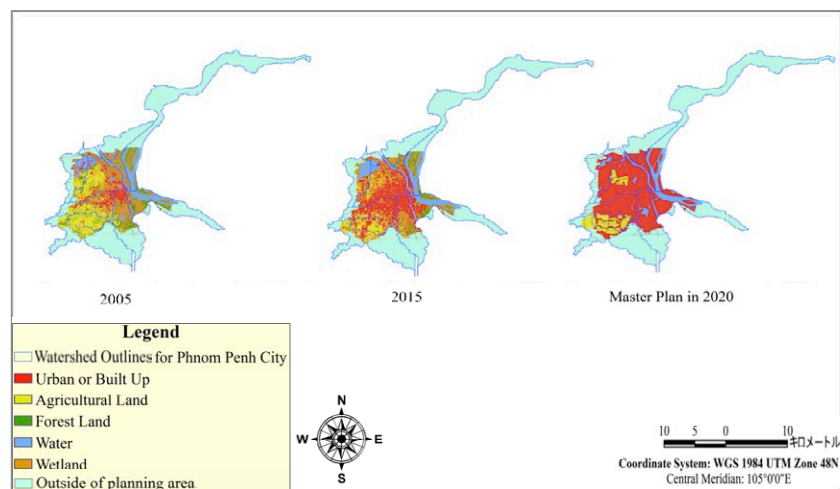 2005
2015
Master Plan in 2020
Legend
Watershed Outlines for Phnom Penh City
Urban or Built Up
Agricultural Land
Forest Land
Water
Wetland
Outside of planning area
N
W E
S
10 5 0 10
キロメートル
Coordinate System: WGS 1984 UTM Zone 48N
Central Meridian: 105°0'0"E